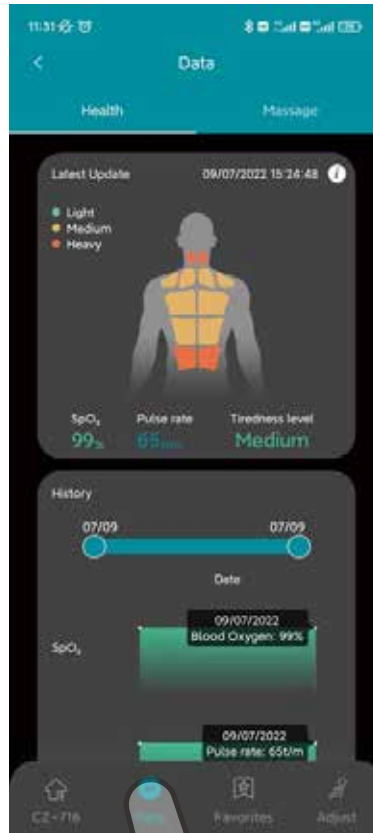 11:31
Data
Health Massage
Latest Update 09/07/2022 15:24:48 i
Light
Medium
Heavy
SpO₂ Pulse rate Tiredness level
99% 65 Medium
History
07/09 07/09
Date
09/07/2022
Blood Oxygen: 99%
SpO₂
09/07/2022
Pulse rate: 65t/m
CZ-716 Data Favorites Adjust